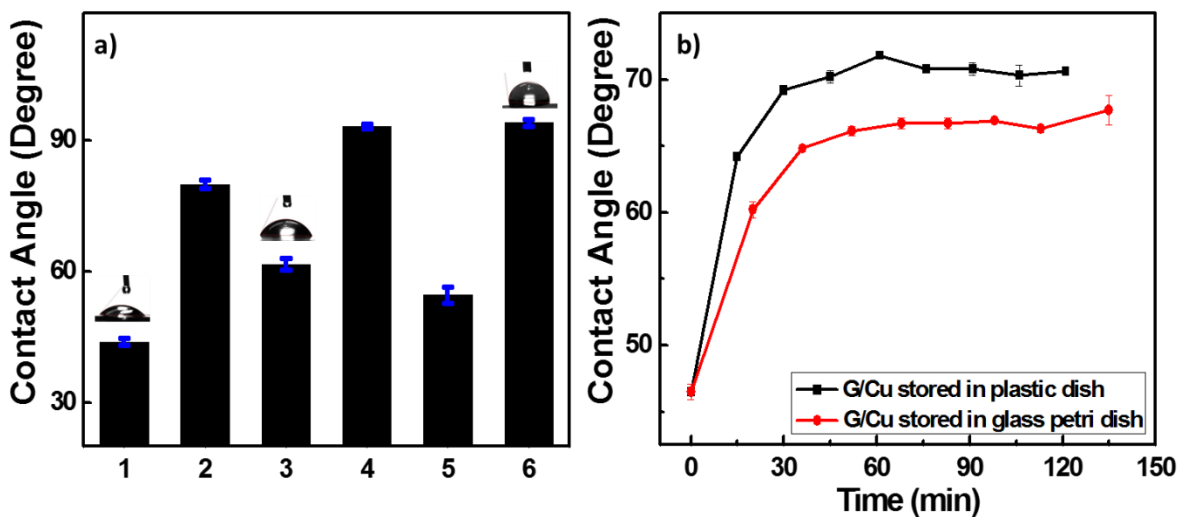 a)
Contact Angle (Degree)
90
60
30
1 2 3 4 5 6
b)
Contact Angle (Degree)
70
60
50
G/Cu stored in plastic dish
G/Cu stored in glass petri dish
0 30 60 90 120 150
Time (min)